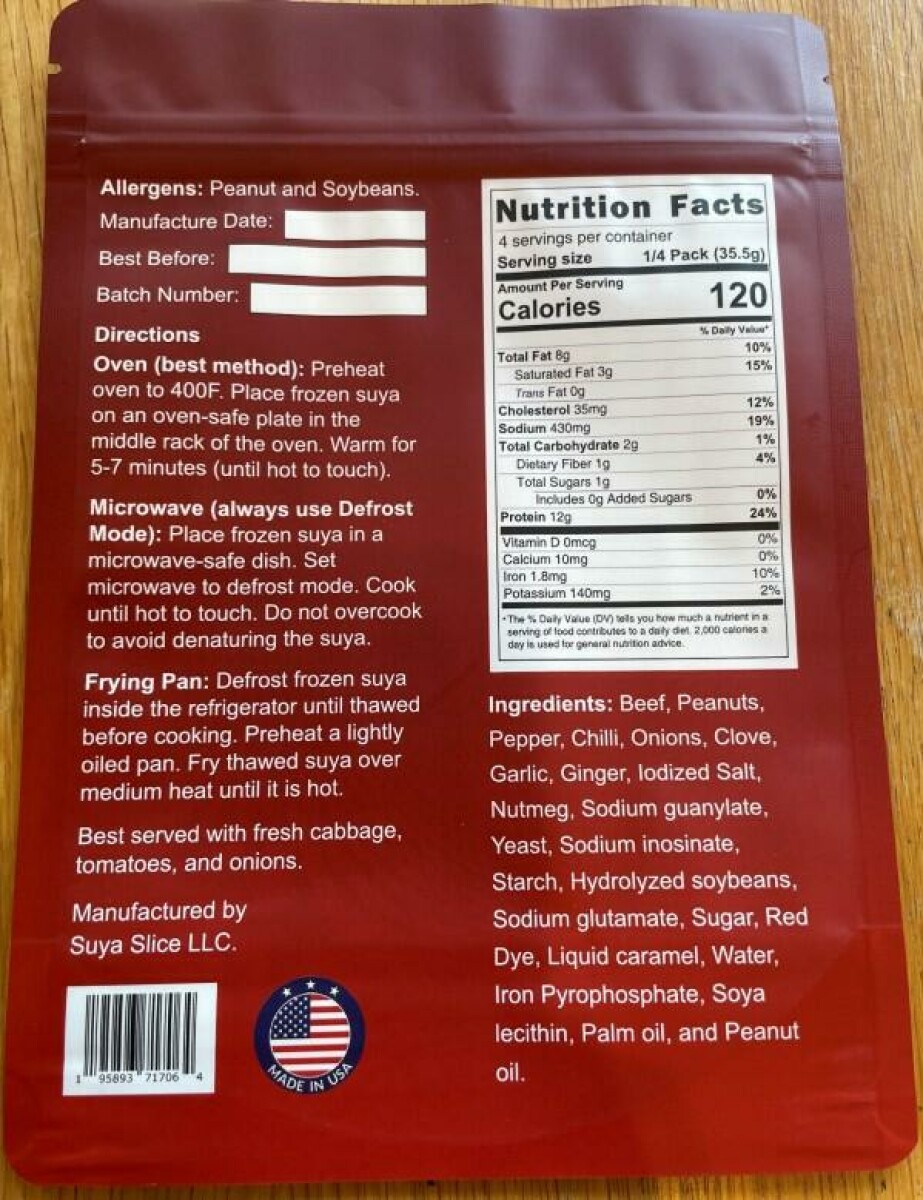 Allergens: Peanut and Soybeans.
Manufacture Date:
Best Before:
Batch Number:
Directions
Oven (best method): Preheat
oven to 400F. Place frozen suya
on an oven-safe plate in the
middle rack of the oven. Warm for
5-7 minutes (until hot to touch).
Microwave (always use Defrost
Mode): Place frozen suya in a
microwave-safe dish. Set
microwave to defrost mode. Cook
until hot to touch. Do not overcook
to avoid denaturing the suya.
Frying Pan: Defrost frozen suya
inside the refrigerator until thawed
before cooking. Preheat a lightly
oiled pan. Fry thawed suya over
medium heat until it is hot.
Best served with fresh cabbage,
tomatoes, and onions.
Manufactured by
Suya Slice LLC.
1 95893 71706 4
MADE IN USA
Nutrition Facts
4 servings per container
Serving size 1/4 Pack (35.5g)
Amount Per Serving
Calories 120
% Daily Value*
Total Fat 8g 10%
Saturated Fat 3g 15%
Trans Fat 0g
Cholesterol 35mg 12%
Sodium 430mg 19%
Total Carbohydrate 2g 1%
Dietary Fiber 1g 4%
Total Sugars 1g
Includes 0g Added Sugars 0%
Protein 12g 24%
Vitamin D 0mcg 0%
Calcium 10mg 0%
Iron 1.8mg 10%
Potassium 140mg 2%
*The % Daily Value (DV) tells you how much a nutrient in a
serving of food contributes to a daily diet. 2,000 calories a
day is used for general nutrition advice.
Ingredients: Beef, Peanuts,
Pepper, Chilli, Onions, Clove,
Garlic, Ginger, Iodized Salt,
Nutmeg, Sodium guanylate,
Yeast, Sodium inosinate,
Starch, Hydrolyzed soybeans,
Sodium glutamate, Sugar, Red
Dye, Liquid caramel, Water,
Iron Pyrophosphate, Soya
lecithin, Palm oil, and Peanut
oil.